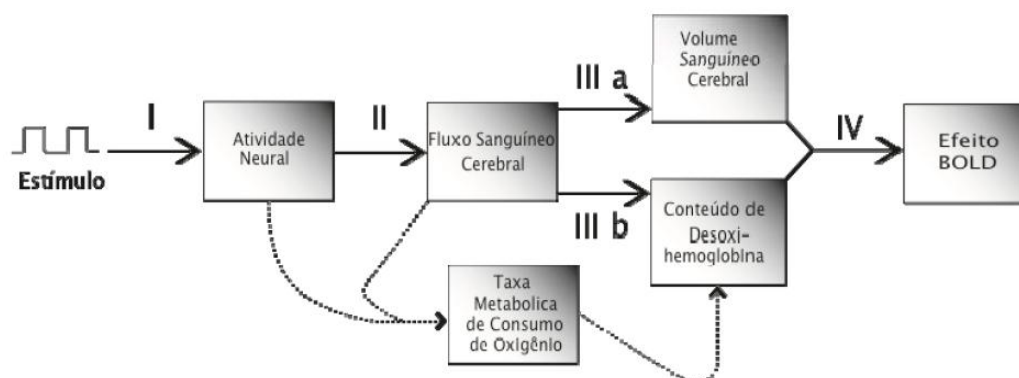 I
Estímulo
Atividade
Neural
II
Fluxo Sanguíneo
Cerebral
III a
Volume
Sanguíneo
Cerebral
III b
Conteúdo de
Desoxi-
hemoglobina
IV
Efeito
BOLD
Taxa
Metabolica
de Consumo
de Oxigênio